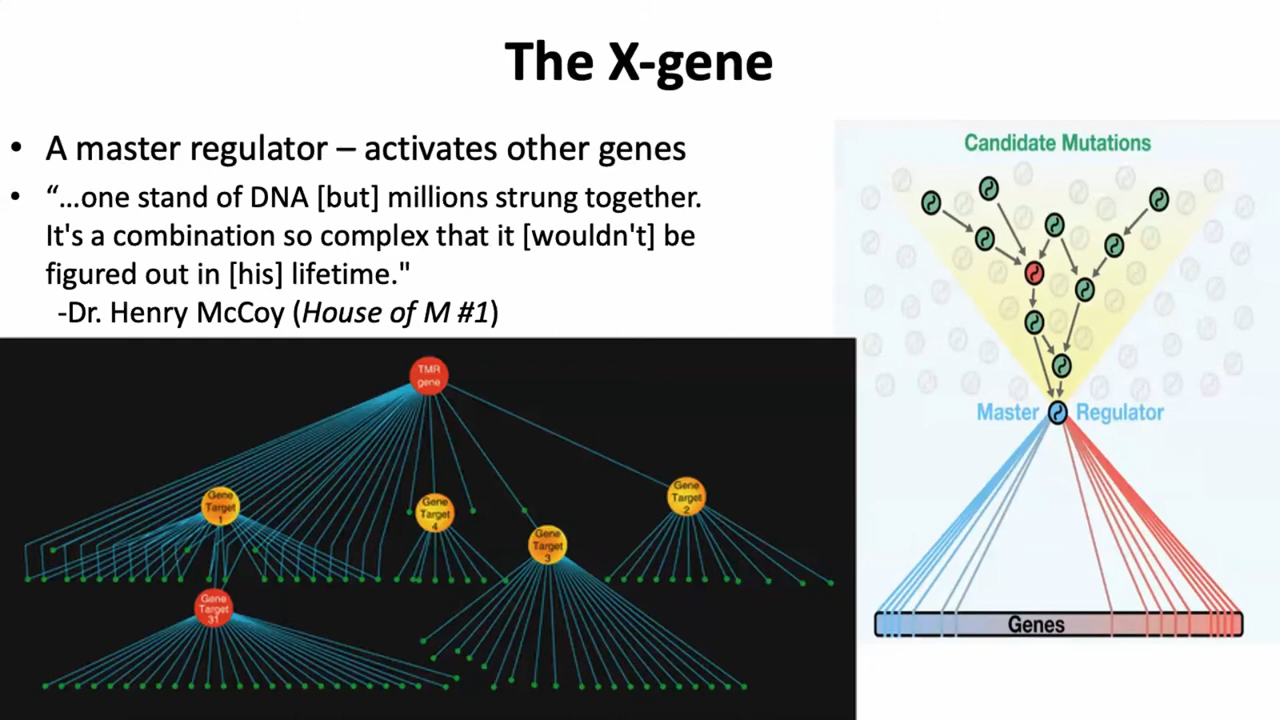 The X-gene
• A master regulator – activates other genes
• “…one stand of DNA [but] millions strung together.
It's a combination so complex that it [wouldn't] be
figured out in [his] lifetime."
-Dr. Henry McCoy (House of M #1)
Candidate Mutations
Master Regulator
Genes
TMR
gene
Gene
Target
1
Gene
Target
4
Gene
Target
3
Gene
Target
2
Gene
Target
31